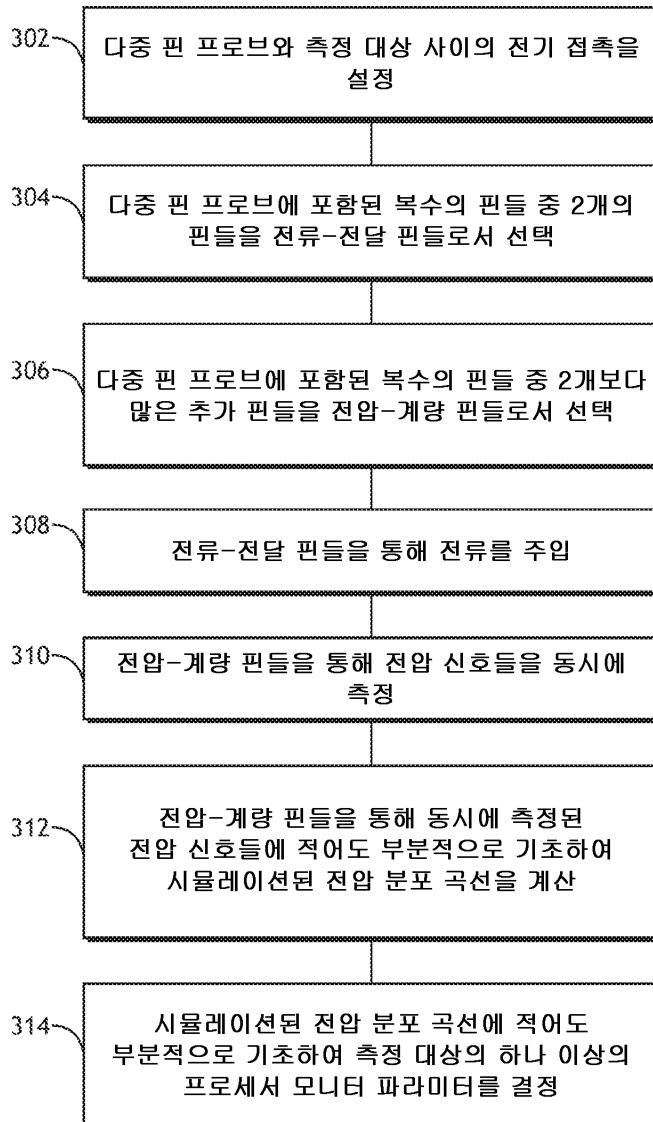 302
다중 핀 프로브와 측정 대상 사이의 전기 접촉을
설정
304
다중 핀 프로브에 포함된 복수의 핀들 중 2개의
핀들을 전류-전달 핀들로서 선택
306
다중 핀 프로브에 포함된 복수의 핀들 중 2개보다
많은 추가 핀들을 전압-계량 핀들로서 선택
308
전류-전달 핀들을 통해 전류를 주입
310
전압-계량 핀들을 통해 전압 신호들을 동시에
측정
312
전압-계량 핀들을 통해 동시에 측정된
전압 신호들에 적어도 부분적으로 기초하여
시뮬레이션된 전압 분포 곡선을 계산
314
시뮬레이션된 전압 분포 곡선에 적어도
부분적으로 기초하여 측정 대상의 하나 이상의
프로세서 모니터 파라미터를 결정